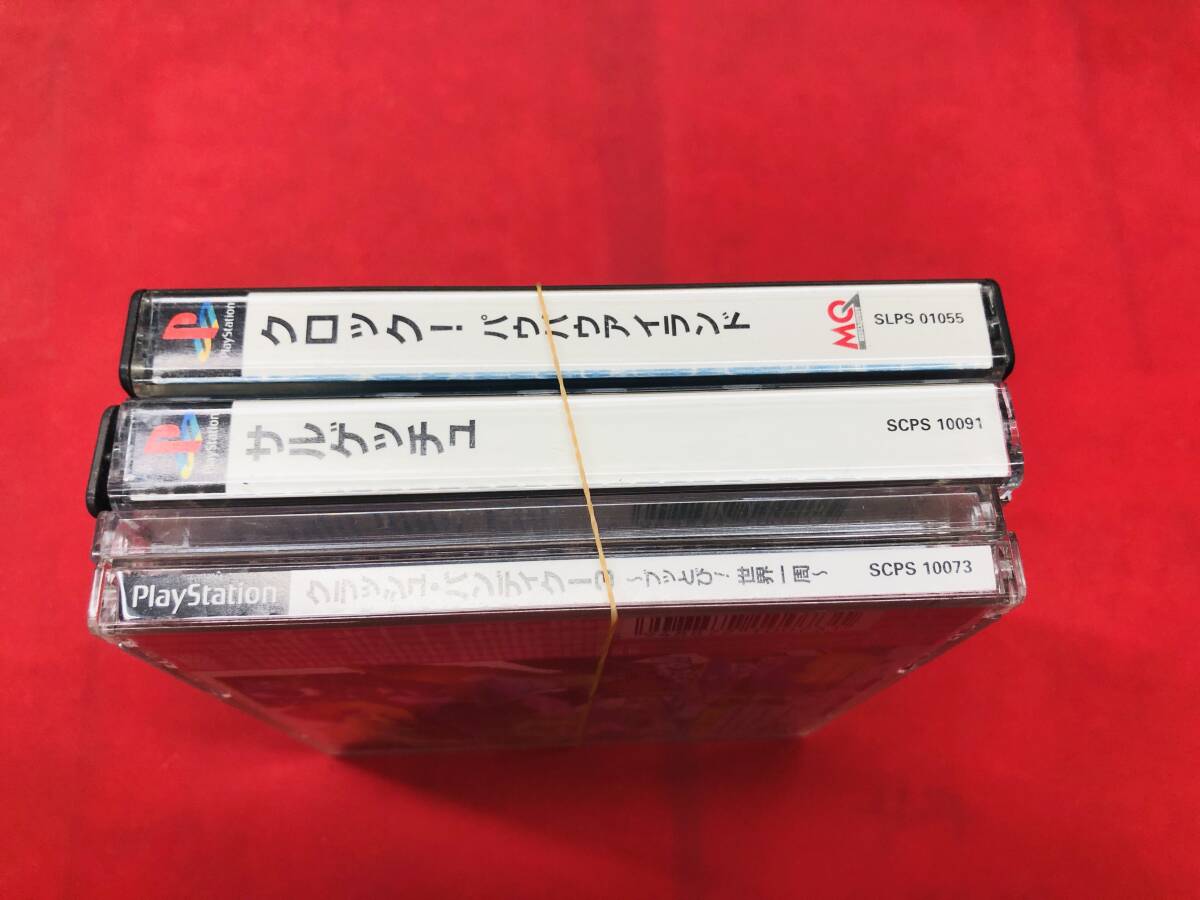 PlayStation
クロック! パウパウアイランド
SLPS 01055
PlayStation
サルゲッチュ
SCPS 10091
PlayStation
クラッシュ・バンディクー3 ～ブッとび!世界一周～
SCPS 10073